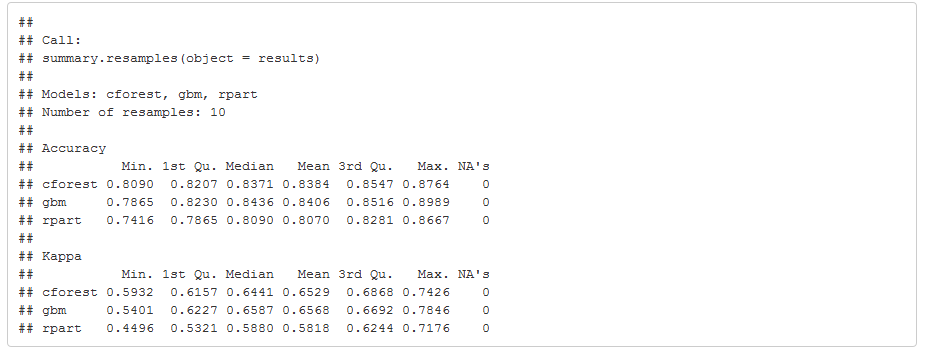 ##
## Call:
## summary.resamples(object = results)
##
## Models: cforest, gbm, rpart
## Number of resamples: 10
##
## Accuracy
##           Min. 1st Qu. Median   Mean 3rd Qu.   Max. NA's
## cforest 0.8090  0.8207 0.8371 0.8384  0.8547 0.8764    0
## gbm     0.7865  0.8230 0.8436 0.8406  0.8516 0.8989    0
## rpart   0.7416  0.7865 0.8090 0.8070  0.8281 0.8667    0
##
## Kappa
##           Min. 1st Qu. Median   Mean 3rd Qu.   Max. NA's
## cforest 0.5932  0.6157 0.6441 0.6529  0.6868 0.7426    0
## gbm     0.5401  0.6227 0.6587 0.6568  0.6692 0.7846    0
## rpart   0.4496  0.5321 0.5880 0.5818  0.6244 0.7176    0